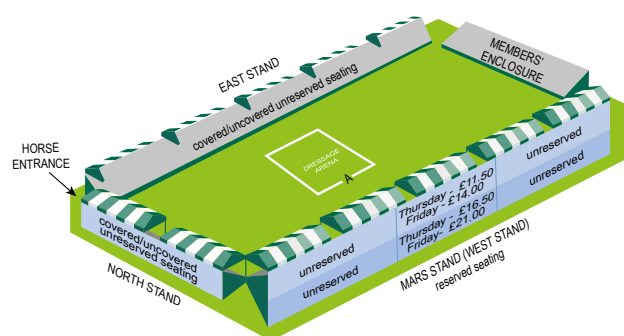 EAST STAND
MEMBERS'
ENCLOSURE
covered/uncovered unreserved seating
HORSE
ENTRANCE
DRESSAGE
ARENA
A
unreserved
unreserved
Thursday - £11.50
Friday - £14.00
Thursday - £16.50
Friday- £21.00
covered/uncovered
unreserved seating
NORTH STAND
unreserved
unreserved
MARS STAND (WEST STAND)
reserved seating